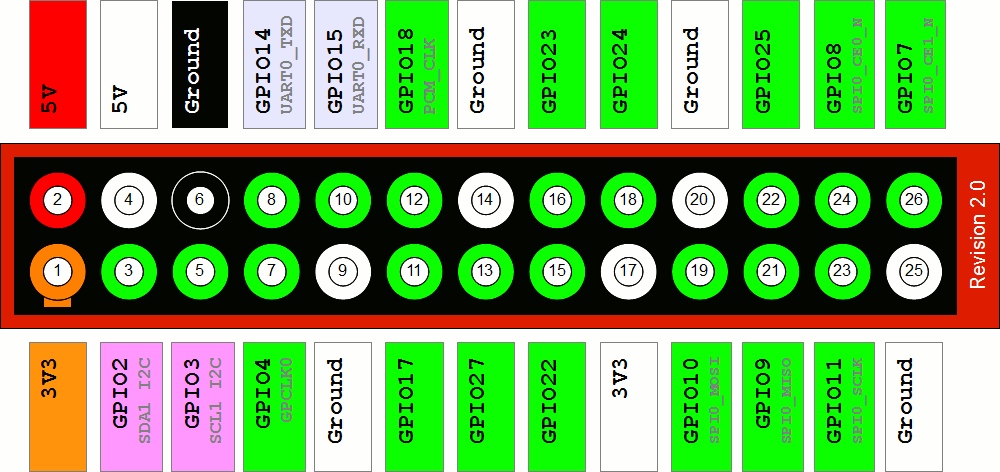 5v
5v
Ground
GPIO14
UART0_TXD
GPIO15
UART0_RXD
GPIO18
PCM_CLK
Ground
GPIO23
GPIO24
Ground
GPIO25
GPIO8
SPI0_CE0_N
GPIO7
SPI0_CE1_N
2
4
6
8
10
12
14
16
18
20
22
24
26
1
3
5
7
9
11
13
15
17
19
21
23
25
Revision 2.0
3V3
GPIO2
SDA1 I2C
GPIO3
SCL1 I2C
GPIO4
GPCLK0
Ground
GPIO17
GPIO27
GPIO22
3V3
GPIO10
SPI0_MOSI
GPIO9
SPI0_MISO
GPIO11
SPI0_SCLK
Ground